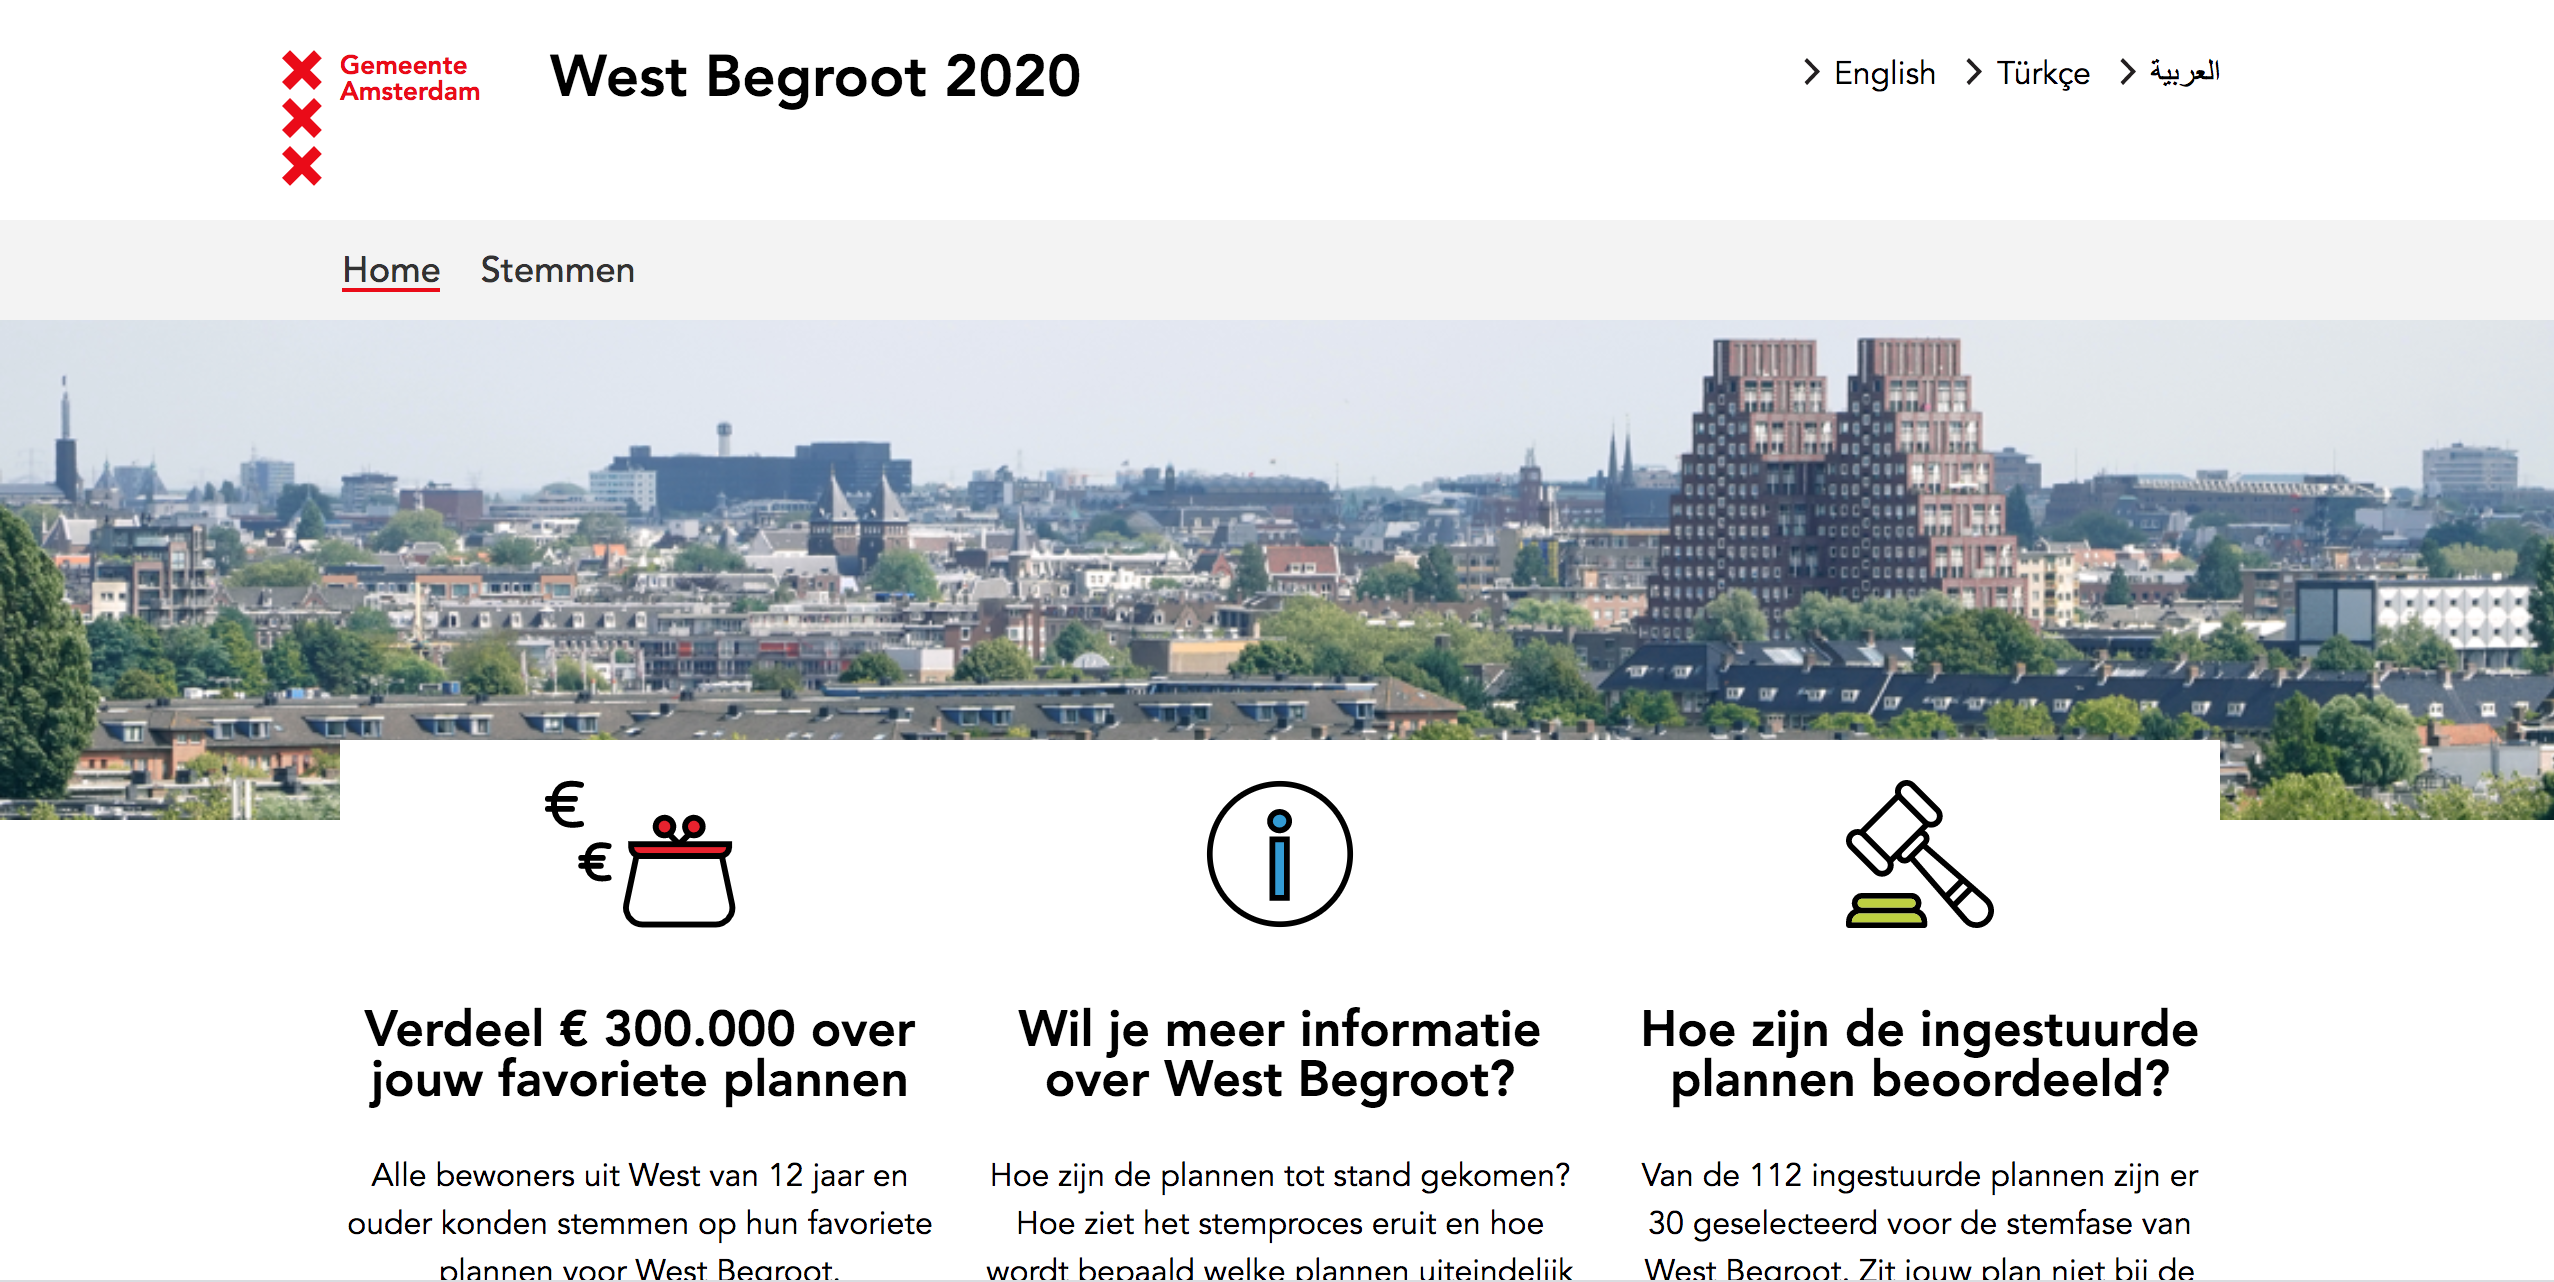 Gemeente
Amsterdam
West Begroot 2020
English Türkçe العربية
Home Stemmen
€
€
Verdeel € 300.000 over
jouw favoriete plannen
Alle bewoners uit West van 12 jaar en
ouder konden stemmen op hun favoriete
plannen voor West Begroot.
Wil je meer informatie
over West Begroot?
Hoe zijn de plannen tot stand gekomen?
Hoe ziet het stemproces eruit en hoe
wordt bepaald welke plannen uiteindelijk
Hoe zijn de ingestuurde
plannen beoordeeld?
Van de 112 ingestuurde plannen zijn er
30 geselecteerd voor de stemfase van
West Begroot. Zit jouw plan niet bij de